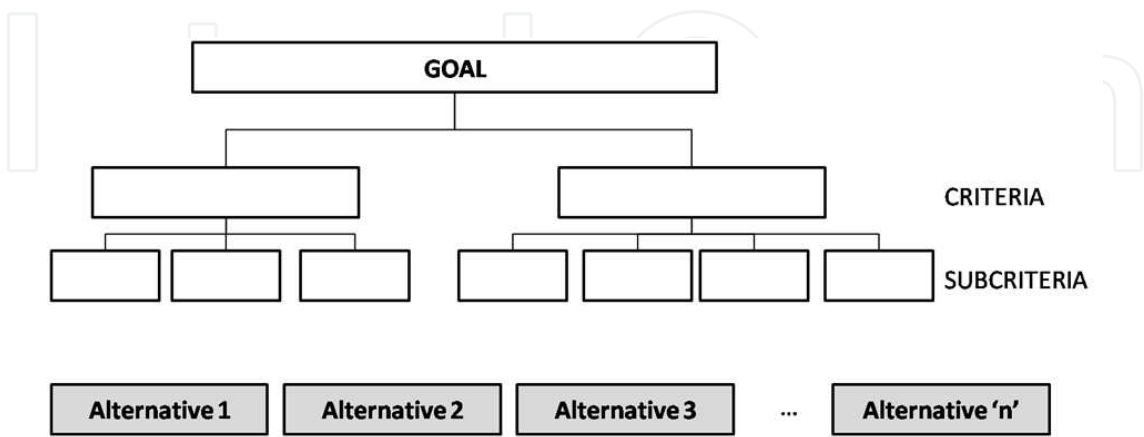 GOAL
CRITERIA
SUBCRITERIA
Alternative 1 Alternative 2 Alternative 3 ... Alternative ‘n’